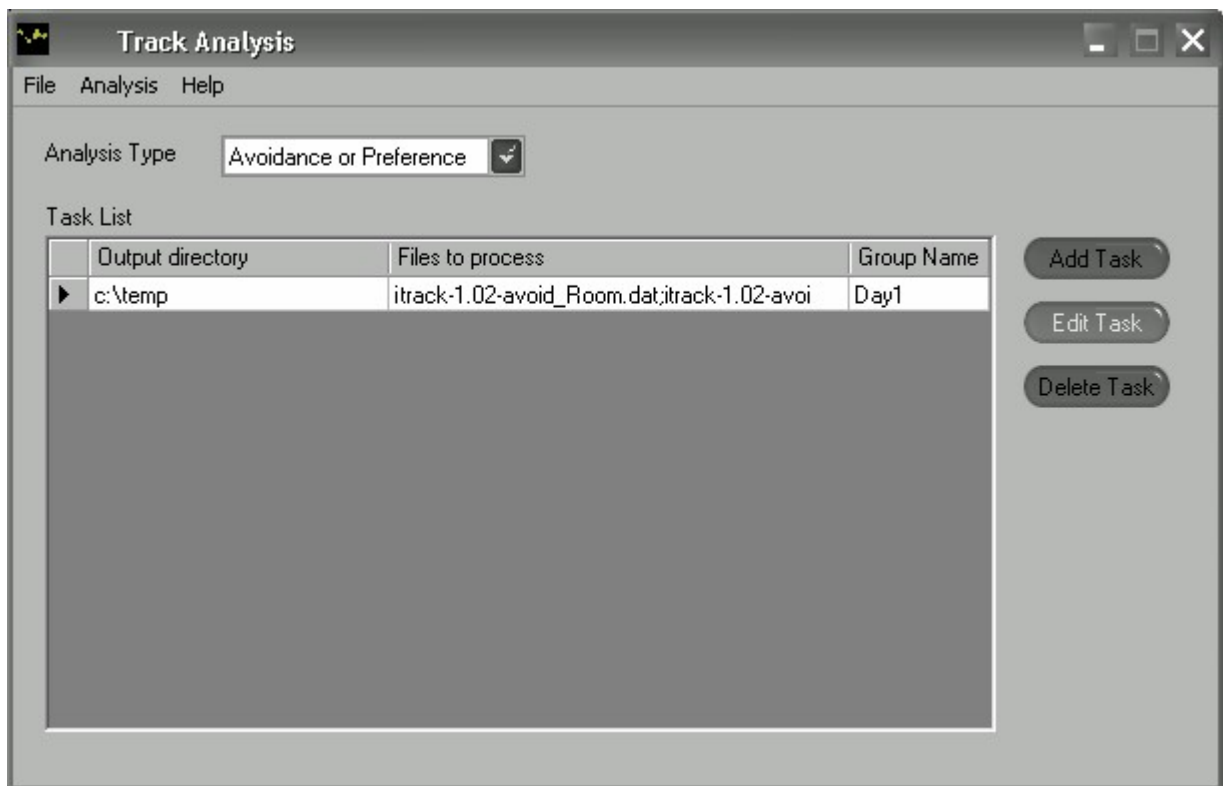 Track Analysis
File Analysis Help
Analysis Type Avoidance or Preference
Task List
Output directory Files to process Group Name
c:\temp itrack-1.02-avoid_Room.dat;itrack-1.02-avoi Day1
Add Task
Edit Task
Delete Task